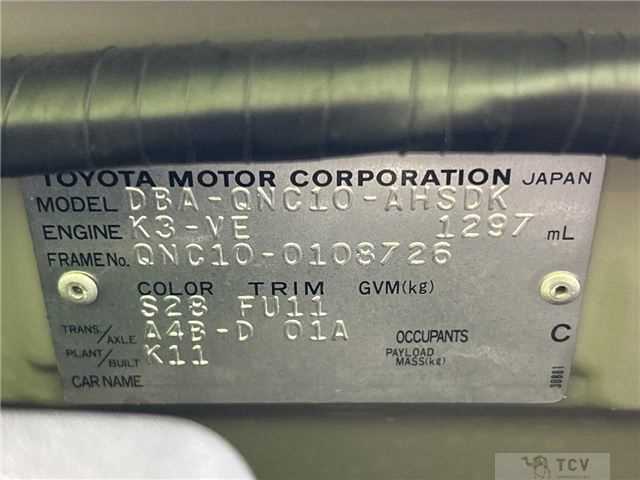 TOYOTA MOTOR CORPORATION JAPAN
MODEL DBA-QNC10-AHSDK
ENGINE K3-VE 1297 mL
FRAME No. QNC10-0108726
COLOR TRIM GVM(kg)
S28 FU11
TRANS./AXLE A4B-D 01A OCCUPANTS C
PLANT/BUILT K11 PAYLOAD MASS(kg)
CAR NAME
TCV